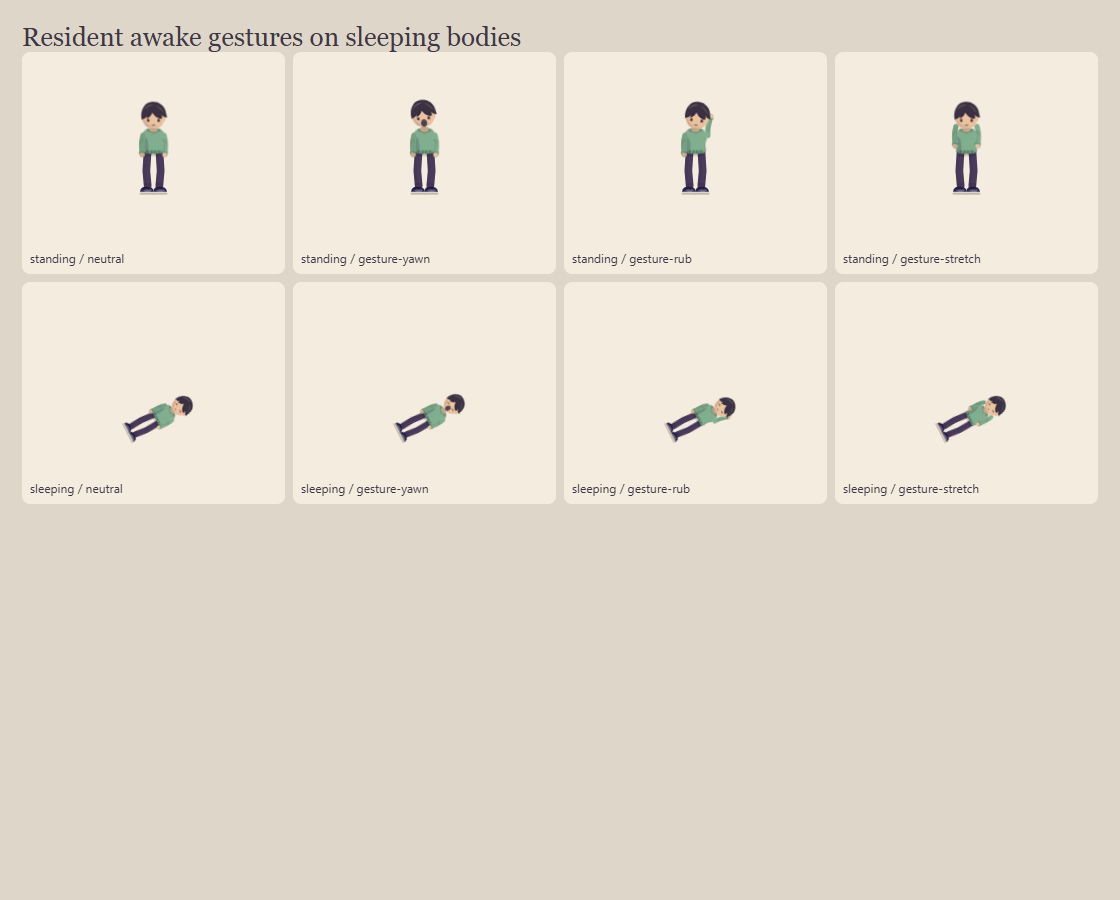 Resident awake gestures on sleeping bodies
standing / neutral
standing / gesture-yawn
standing / gesture-rub
standing / gesture-stretch
sleeping / neutral
sleeping / gesture-yawn
sleeping / gesture-rub
sleeping / gesture-stretch